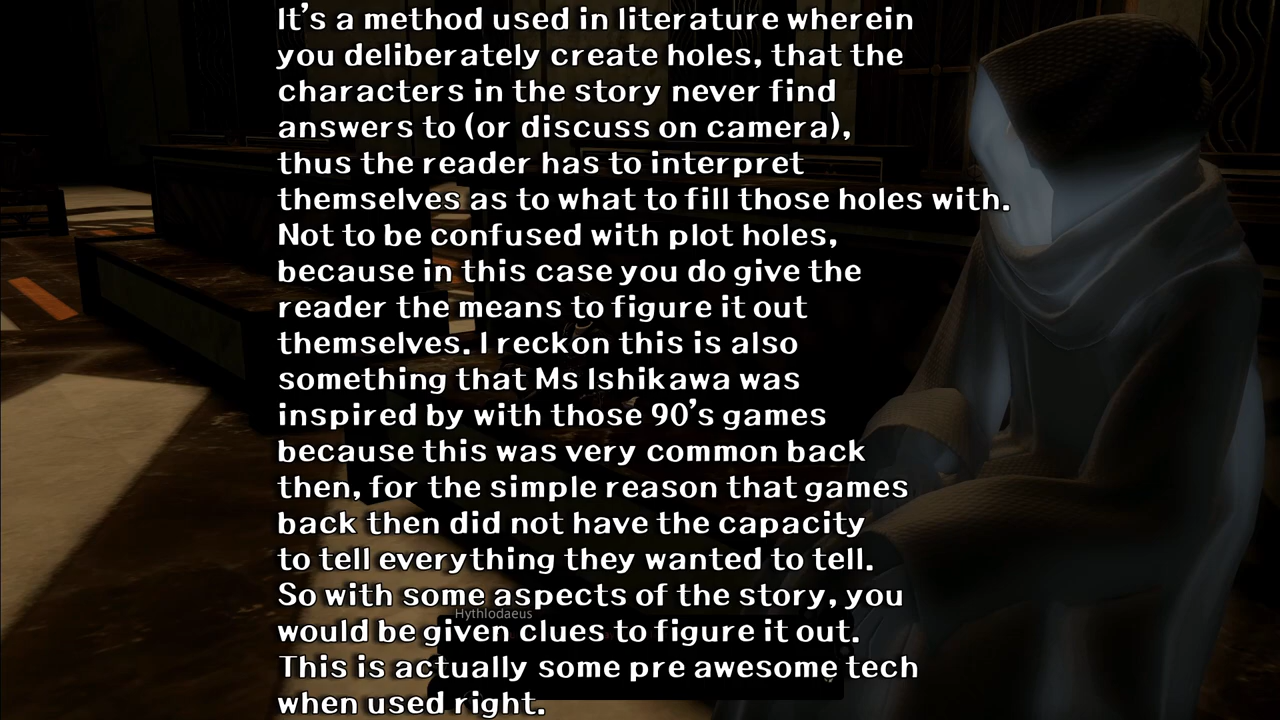 It's a method used in literature wherein
you deliberately create holes, that the
characters in the story never find
answers to (or discuss on camera),
thus the reader has to interpret
themselves as to what to fill those holes with.
Not to be confused with plot holes,
because in this case you do give the
reader the means to figure it out
themselves. I reckon this is also
something that Ms Ishikawa was
inspired by with those 90's games
because this was very common back
then, for the simple reason that games
back then did not have the capacity
to tell everything they wanted to tell.
So with some aspects of the story, you
Hythlodaeus
would be given clues to figure it out.
This is actually some pre awesome tech
when used right.